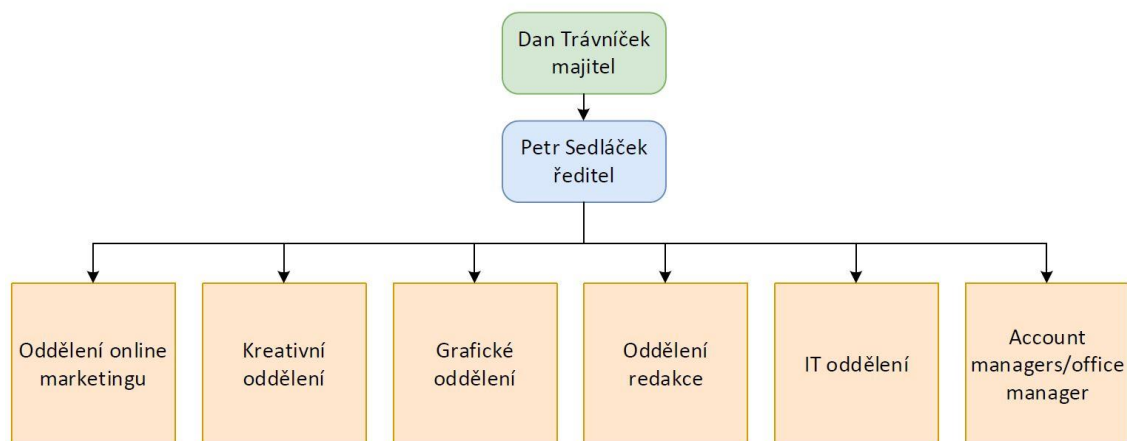 Dan Trávníček
majitel
Petr Sedláček
ředitel
Oddělení online
marketingu
Kreativní
oddělení
Grafické
oddělení
Oddělení
redakce
IT oddělení
Account
managers/office
manager